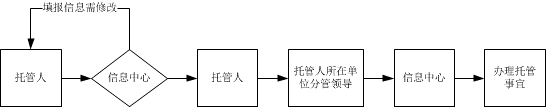 填报信息需修改
托管人
信息中心
托管人
托管人所在单
位分管领导
信息中心
办理托管
事宜